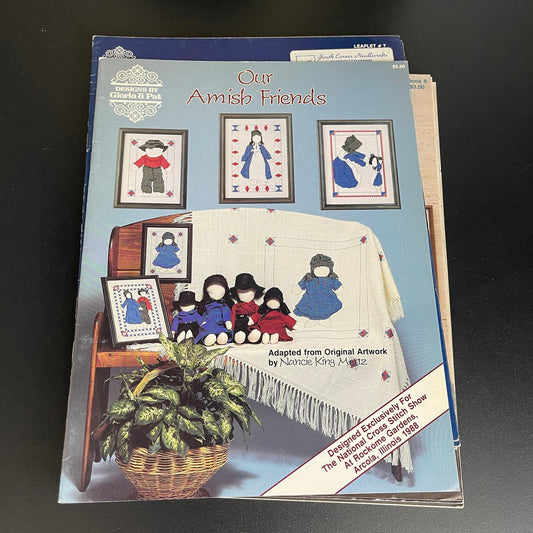 LEAFLET # 7
South Corner Needlecrafts
DESIGNS BY
Gloria & Pat
$5.00
Our
Amish Friends
Book 8
$3.00
Adapted from Original Artwork
by Nancie King Mertz
Designed Exclusively For
The National Cross Stitch Show
At Rockome Gardens,
Arcola, Illinois 1988